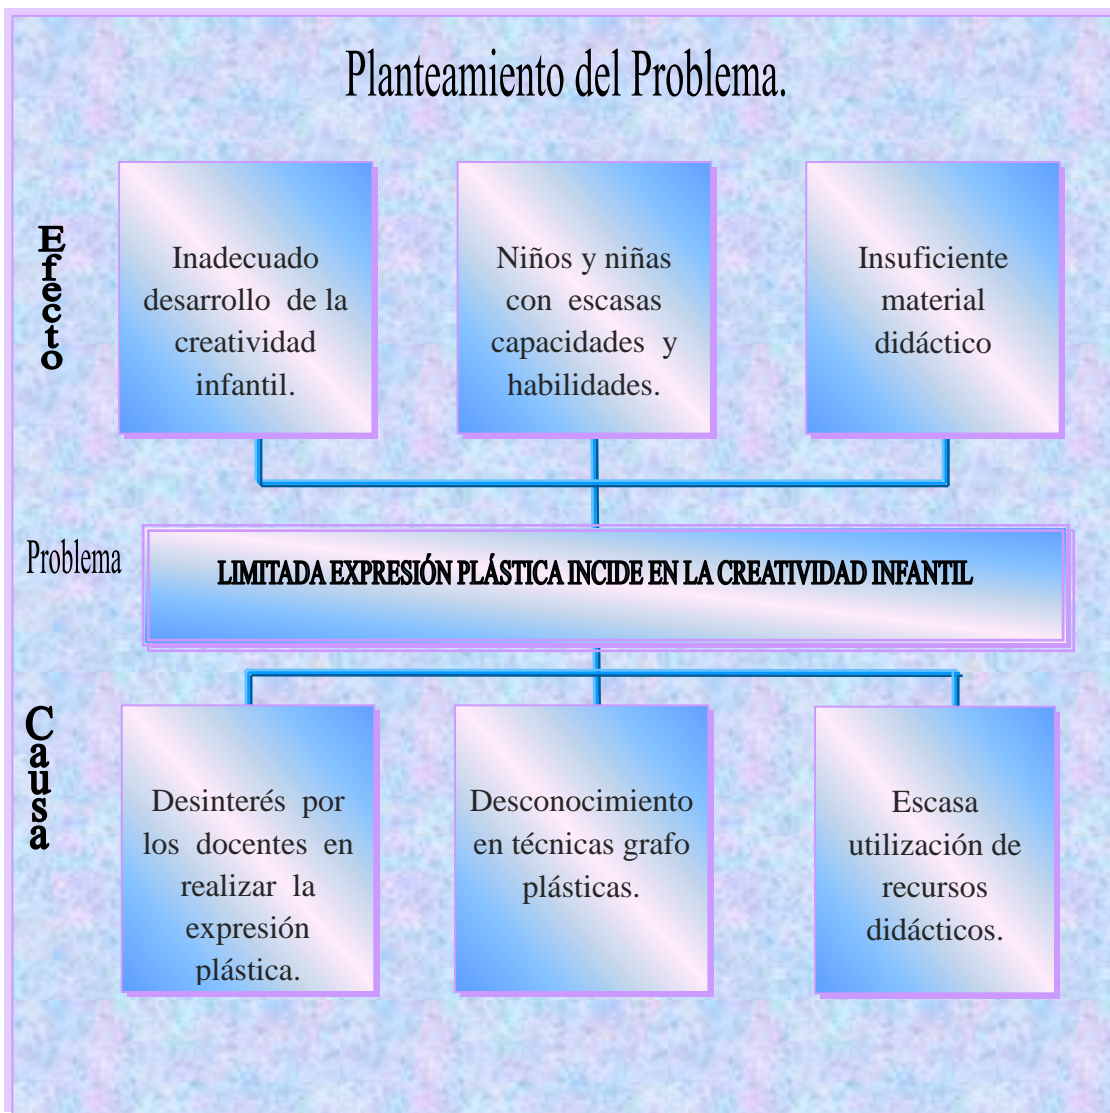 Planteamiento del Problema.
Efecto
Inadecuado
desarrollo de la
creatividad
infantil.
Niños y niñas
con escasas
capacidades y
habilidades.
Insuficiente
material
didáctico
Problema
LIMITADA EXPRESIÓN PLÁSTICA INCIDE EN LA CREATIVIDAD INFANTIL
Causa
Desinterés por
los docentes en
realizar la
expresión
plástica.
Desconocimiento
en técnicas grafo
plásticas.
Escasa
utilización de
recursos
didácticos.